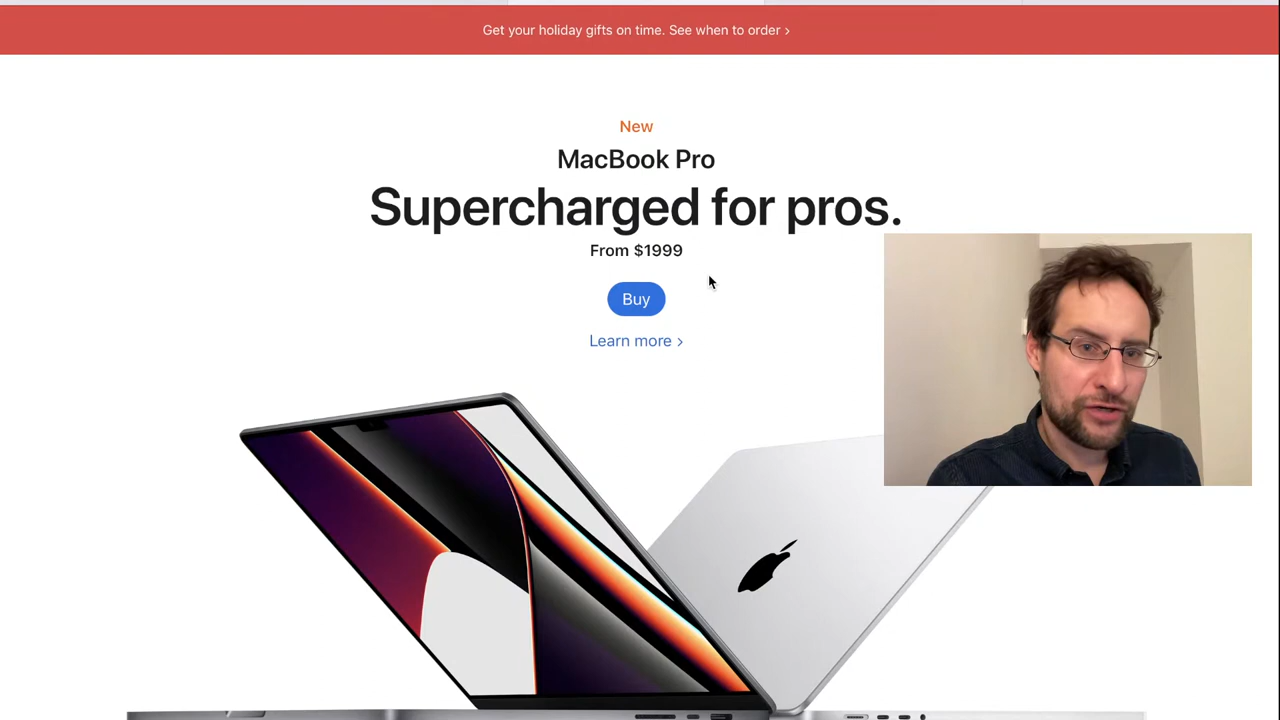 Get your holiday gifts on time. See when to order >
New
MacBook Pro
Supercharged for pros.
From $1999
Buy
Learn more >